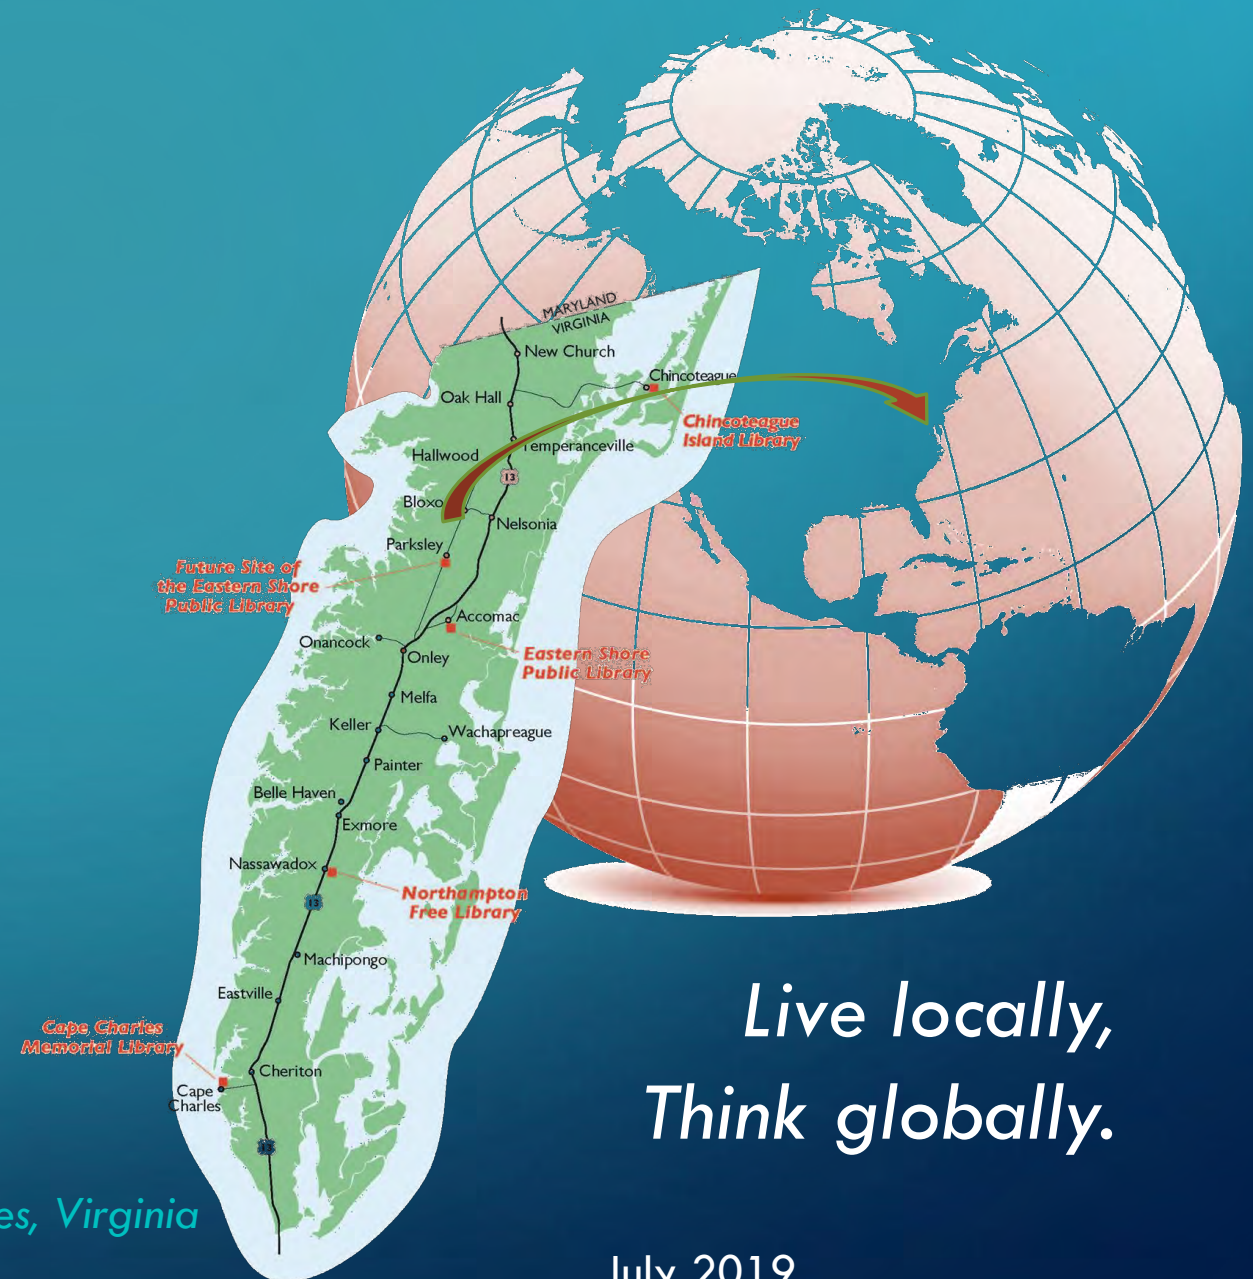 MARYLAND
VIRGINIA
New Church
Chincoteague
Oak Hall
Chincoteague
Island Library
Temperanceville
Hallwood
13
Bloxo
Nelsonia
Parksley
Future Site of
the Eastern Shore
Public Library
Accomac
Onancock
Onley
Eastern Shore
Public Library
Melfa
Keller
Wachapreague
Painter
Belle Haven
Exmore
Nassawadox
Northampton
Free Library
13
Machipongo
Eastville
Cape Charles
Memorial Library
Cheriton
Cape
Charles
13
Live locally,
Think globally.
es, Virginia
July 2019